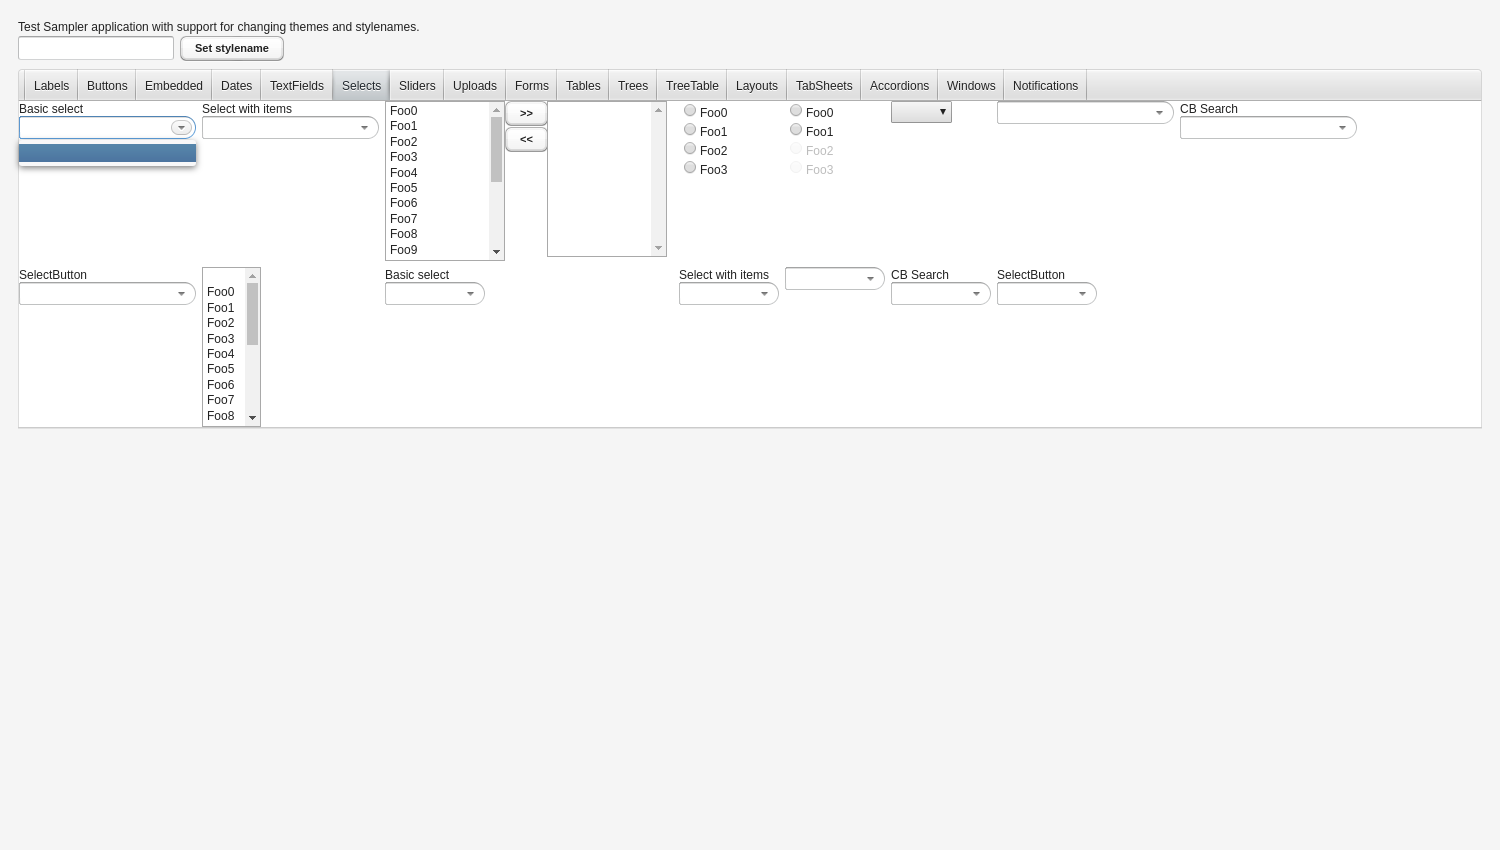 Test Sampler application with support for changing themes and stylenames.
Set stylename
Labels Buttons Embedded Dates TextFields Selects Sliders Uploads Forms Tables Trees TreeTable Layouts TabSheets Accordions Windows Notifications
Basic select
Select with items
Foo0
Foo1
Foo2
Foo3
Foo4
Foo5
Foo6
Foo7
Foo8
Foo9
>>
<<
Foo0
Foo1
Foo2
Foo3
Foo0
Foo1
Foo2
Foo3
CB Search
SelectButton
Foo0
Foo1
Foo2
Foo3
Foo4
Foo5
Foo6
Foo7
Foo8
Basic select
Select with items
CB Search
SelectButton